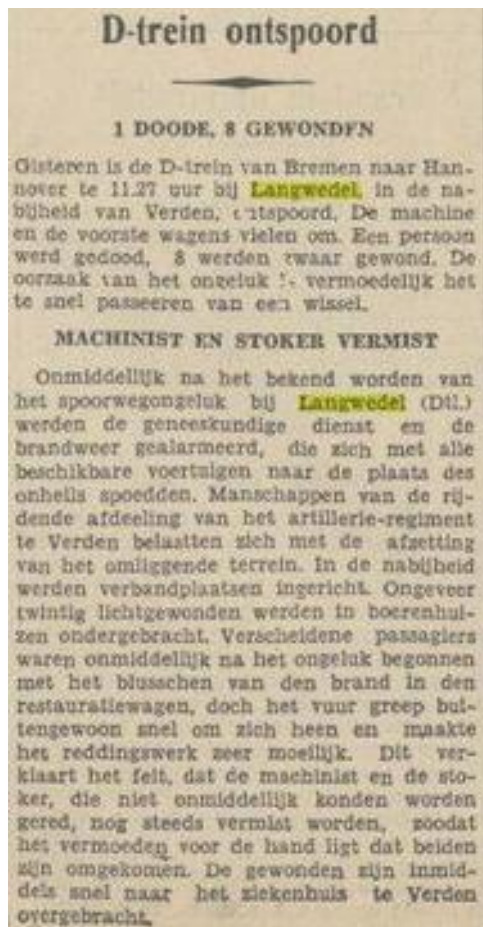 D-trein ontspoord
1 DOODE, 8 GEWONDEN
Gisteren is de D-trein van Bremen naar Han-
nover te 11.27 uur bij Langwedel, in de na-
bijheid van Verden, ontspoord. De machine
en de voorste wagens vielen om. Een persoon
werd gedood, 8 werden zwaar gewond. De
oorzaak van het ongeluk is vermoedelijk het
te snel passeeren van een wissel.
MACHINIST EN STOKER VERMIST
Onmiddellijk na het bekend worden van
het spoorwegongeluk bij Langwedel (Dtl.)
werden de geneeskundige dienst en de
brandweer gealarmeerd, die zich met alle
beschikbare voertuigen naar de plaats des
onheils spoedden. Manschappen van de rij-
dende afdeeling van het artillerie-regiment
te Verden belastten zich met de afzetting
van het omliggende terrein. In de nabijheid
werden verbandplaatsen ingericht. Ongeveer
twintig lichtgewonden werden in boerenhui-
zen ondergebracht. Verscheidene passagiers
waren onmiddellijk na het ongeluk begonnen
met het blusschen van den brand in den
restauratiewagen, doch het vuur greep bui-
tengewoon snel om zich heen en maakte
het reddingswerk zeer moeilijk. Dit ver-
klaart het feit, dat de machinist en de sto-
ker, die niet onmiddellijk konden worden
gered, nog steeds vermist worden, zoodat
het vermoeden voor de hand ligt dat beiden
zijn omgekomen. De gewonden zijn inmid-
dels snel naar het ziekenhuis te Verden
overgebracht.